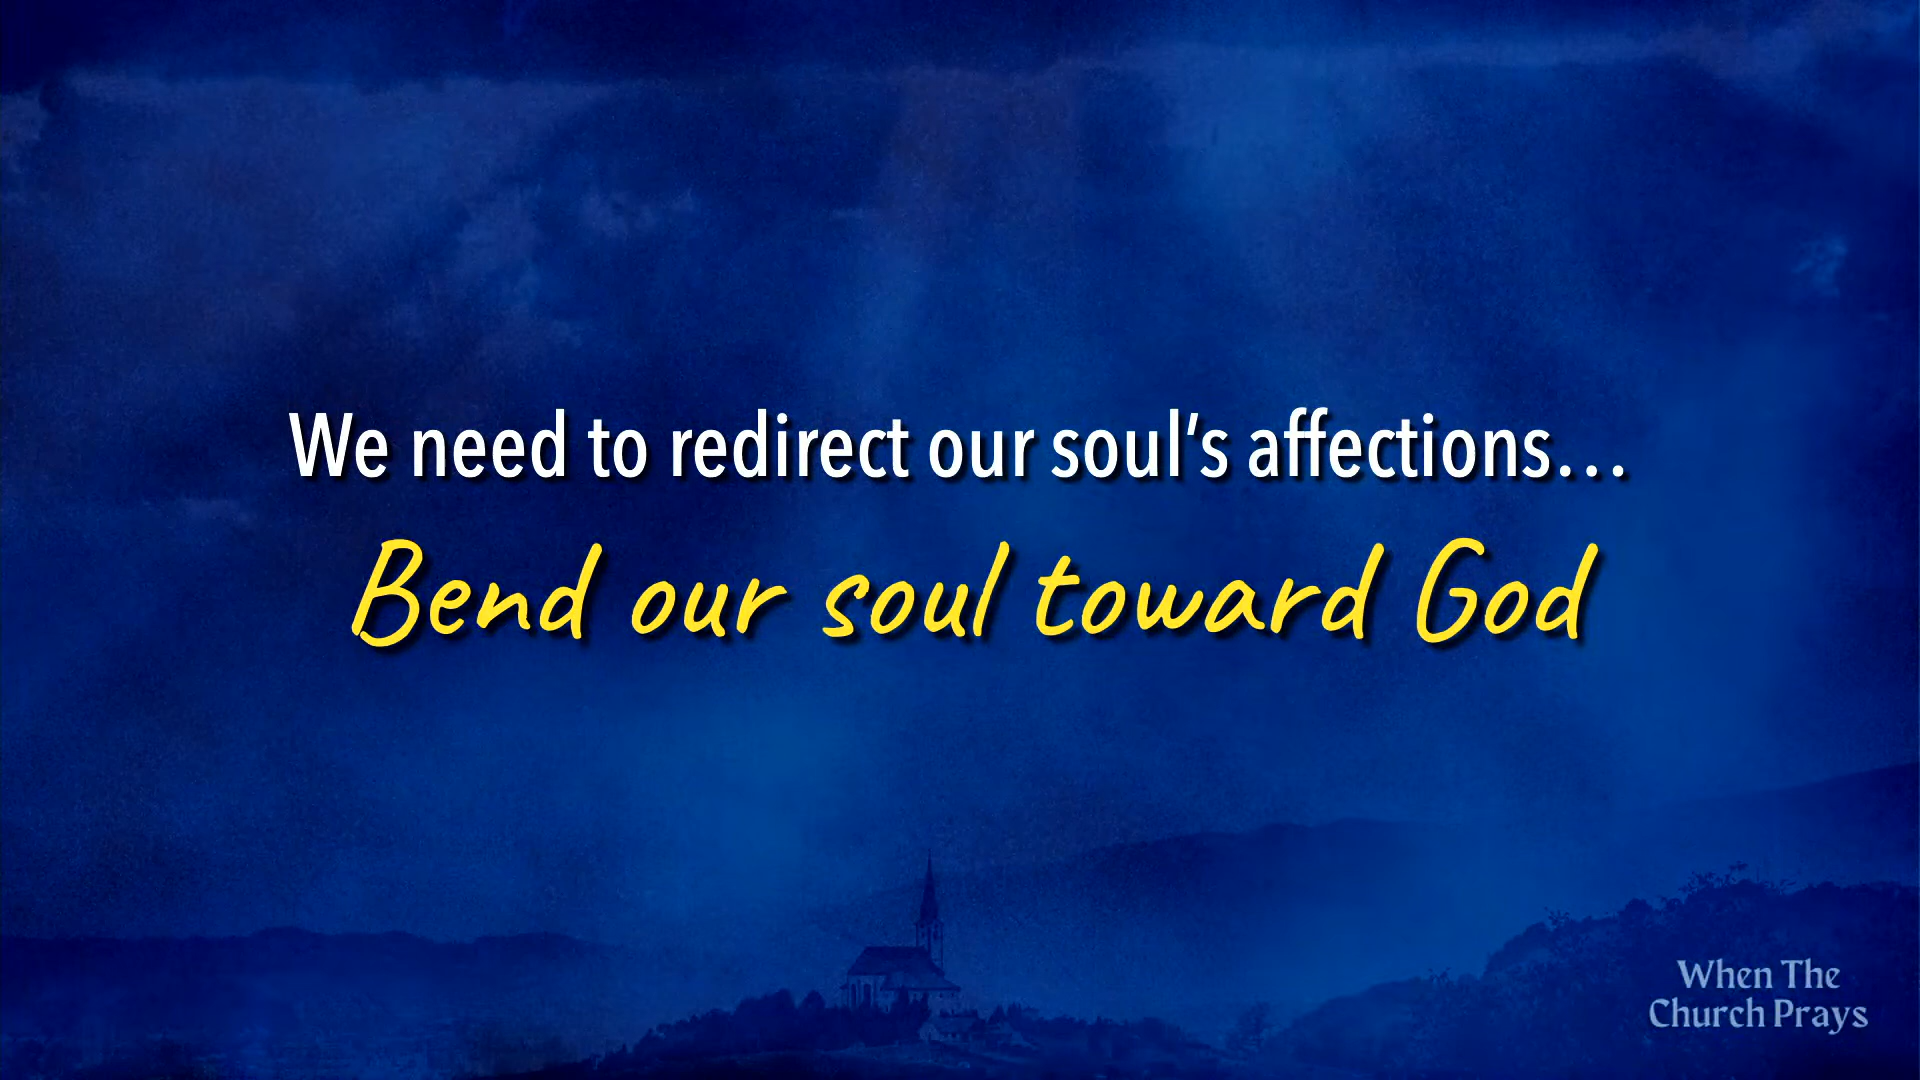 We need to redirect our soul’s affections…
Bend our soul toward God
When The
Church Prays